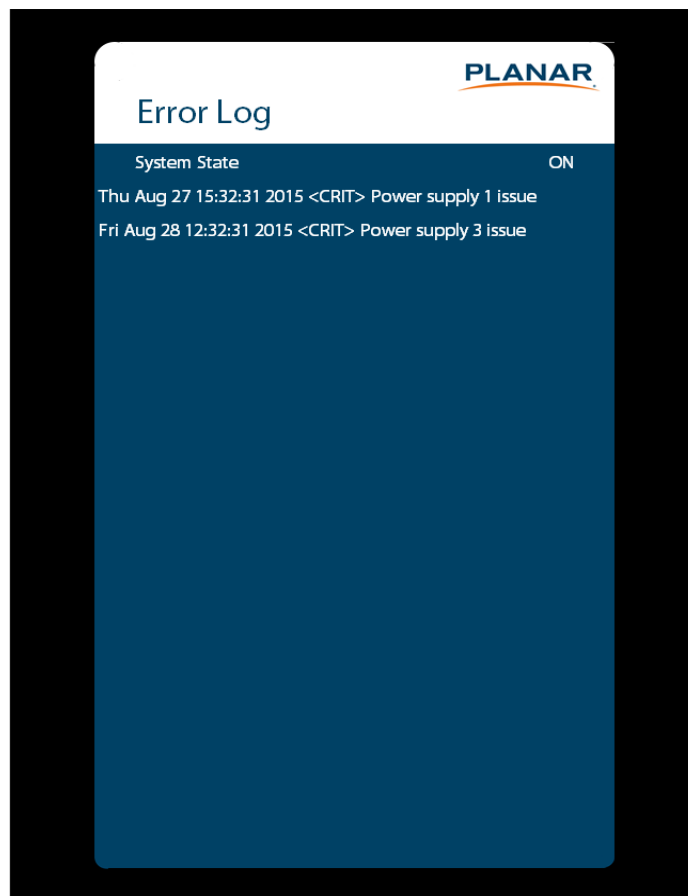 PLANAR
Error Log
System State ON
Thu Aug 27 15:32:31 2015 <CRIT> Power supply 1 issue
Fri Aug 28 12:32:31 2015 <CRIT> Power supply 3 issue